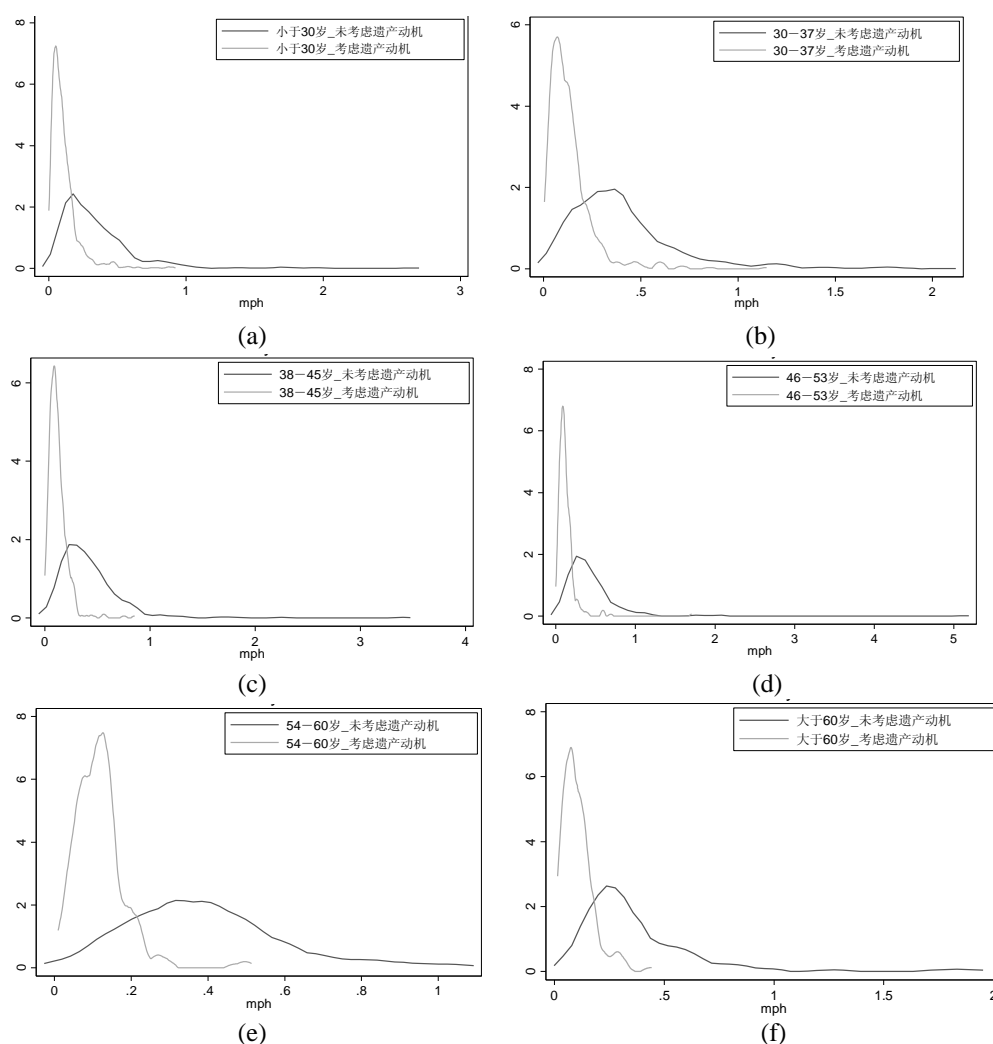 小于30岁_未考虑遗产动机
小于30岁_考虑遗产动机
8
6
4
2
0
0 1 2 3
mph
(a)
30－37岁_未考虑遗产动机
30－37岁_考虑遗产动机
6
4
2
0
0 .5 1 1.5 2
mph
(b)
38－45岁_未考虑遗产动机
38－45岁_考虑遗产动机
6
4
2
0
0 1 2 3 4
mph
(c)
46－53岁_未考虑遗产动机
46－53岁_考虑遗产动机
8
6
4
2
0
0 1 2 3 4 5
mph
(d)
54－60岁_未考虑遗产动机
54－60岁_考虑遗产动机
8
6
4
2
0
0 .2 .4 .6 .8 1
mph
(e)
大于60岁_未考虑遗产动机
大于60岁_考虑遗产动机
8
6
4
2
0
0 .5 1 1.5 2
mph
(f)